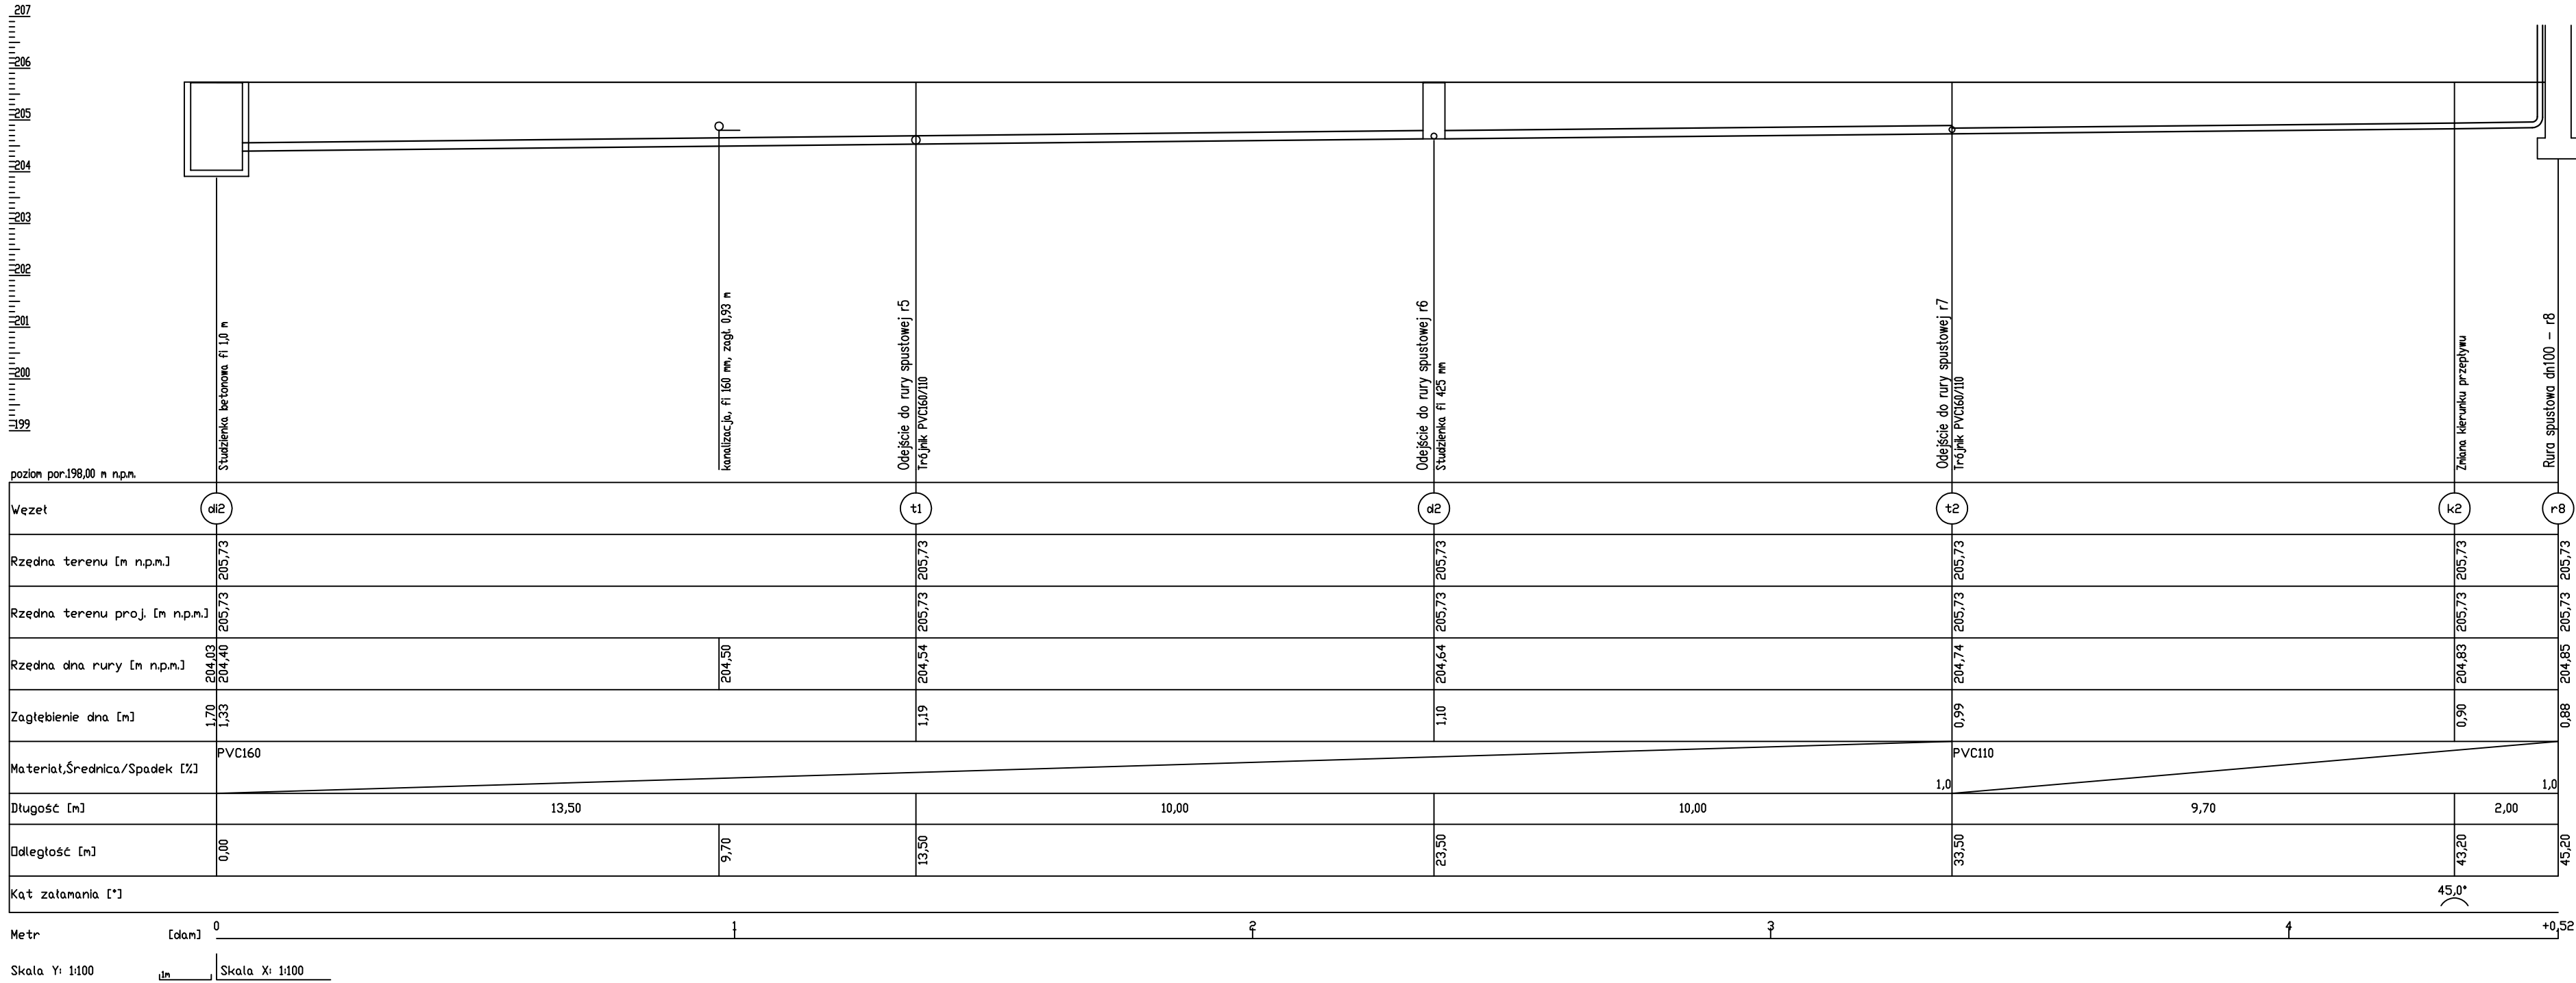 207
206
205
204
203
202
201
200
199
poziom por.198,00 m n.p.m.
Studzienka betonowa fi 1,0 m
kanalizacja, fi 160 mm, zagł. 0,93 m
Odejście do rury spustowej r5
Trójnik PVC160/110
Odejście do rury spustowej r6
Studzienka fi 425 mm
Odejście do rury spustowej r7
Trójnik PVC160/110
Zmiana kierunku przepływu
Rura spustowa dn100 - r8
Węzeł di2 t1 d2 t2 k2 r8
Rzędna terenu [m n.p.m.] 205,73 205,73 205,73 205,73 205,73 205,73
Rzędna terenu proj. [m n.p.m.] 205,73 205,73 205,73 205,73 205,73 205,73
Rzędna dna rury [m n.p.m.] 204,03 204,40 204,50 204,54 204,64 204,74 204,83 204,85
Zagłębienie dna [m] 1,70 1,33 1,19 1,10 0,99 0,90 0,88
Materiał,Średnica/Spadek [%] PVC160 1,0 PVC110 1,0
Długość [m] 13,50 10,00 10,00 9,70 2,00
Odległość [m] 0,00 9,70 13,50 23,50 33,50 43,20 45,20
Kąt załamania [°] 45,0°
Metr [dam] 0 1 2 3 4 +0,52
Skala Y: 1:100 1m Skala X: 1:100